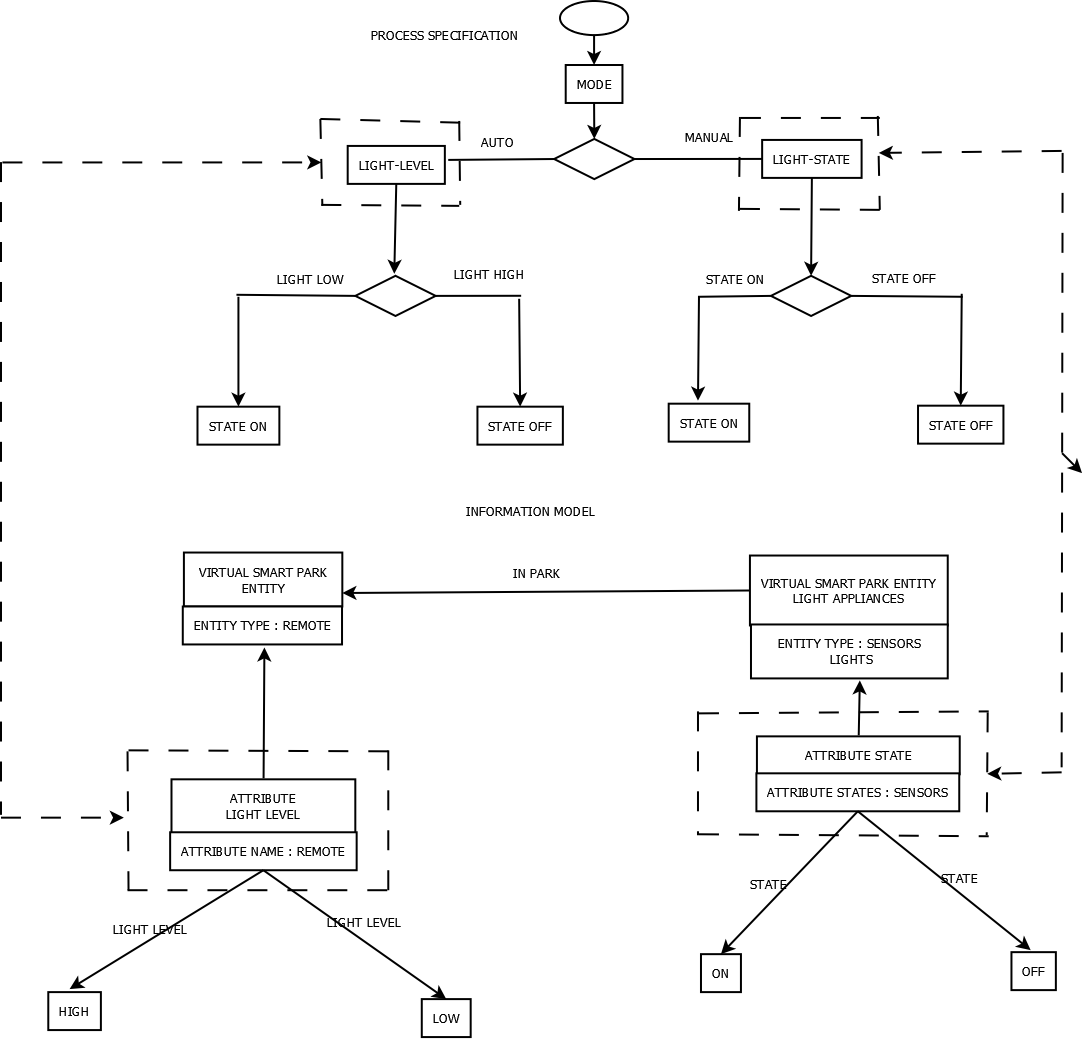 PROCESS SPECIFICATION
MODE
AUTO
MANUAL
LIGHT-LEVEL
LIGHT-STATE
LIGHT LOW
LIGHT HIGH
STATE ON
STATE OFF
STATE ON
STATE OFF
STATE ON
STATE OFF
INFORMATION MODEL
VIRTUAL SMART PARK
ENTITY
ENTITY TYPE : REMOTE
IN PARK
VIRTUAL SMART PARK ENTITY
LIGHT APPLIANCES
ENTITY TYPE : SENSORS
LIGHTS
ATTRIBUTE
LIGHT LEVEL
ATTRIBUTE NAME : REMOTE
ATTRIBUTE STATE
ATTRIBUTE STATES : SENSORS
LIGHT LEVEL
LIGHT LEVEL
STATE
STATE
HIGH
LOW
ON
OFF